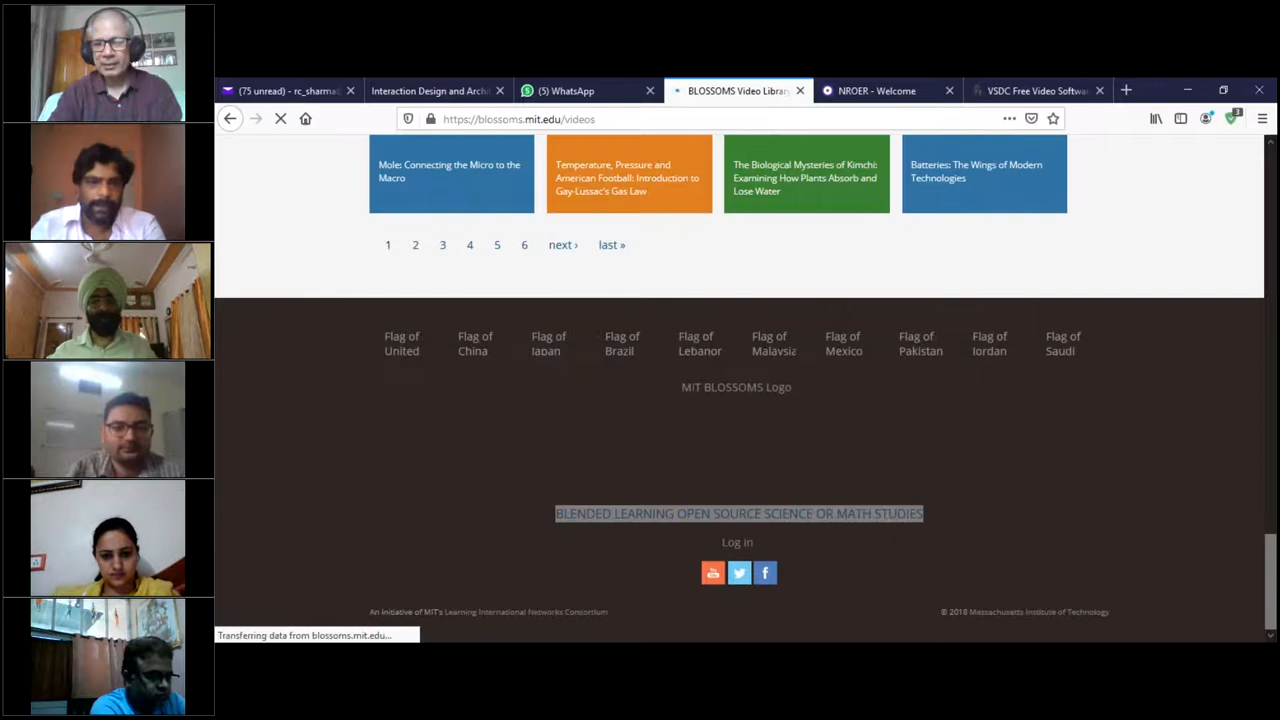 (75 unread) - rc_sharma
Interaction Design and Archi
(5) WhatsApp
BLOSSOMS Video Library
NROER - Welcome
VSDC Free Video Softwa
https://blossoms.mit.edu/videos
3
Mole: Connecting the Micro to the
Macro
Temperature, Pressure and
American Football: Introduction to
Gay-Lussac's Gas Law
The Biological Mysteries of Kimchi:
Examining How Plants Absorb and
Lose Water
Batteries: The Wings of Modern
Technologies
1 2 3 4 5 6 next › last »
Flag of United
Flag of China
Flag of Japan
Flag of Brazil
Flag of Lebanon
Flag of Malaysia
Flag of Mexico
Flag of Pakistan
Flag of Jordan
Flag of Saudi
MIT BLOSSOMS Logo
BLENDED LEARNING OPEN SOURCE SCIENCE OR MATH STUDIES
Log in
You
An initiative of MIT's Learning International Networks Consortium
© 2018 Massachusetts Institute of Technology
Transferring data from blossoms.mit.edu...